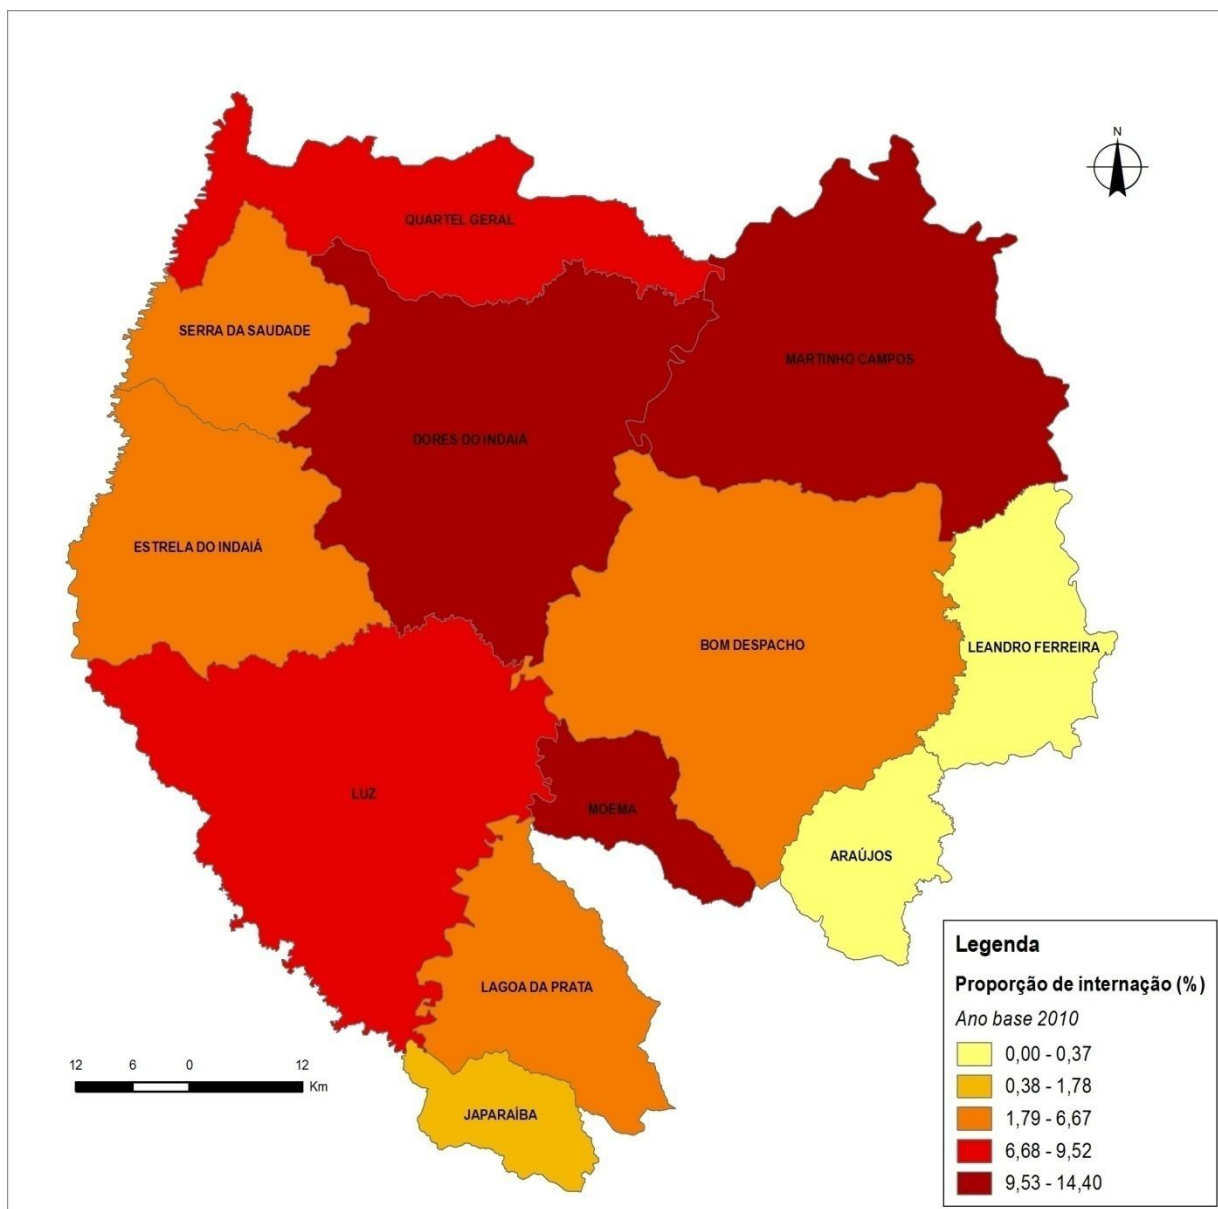 N
QUARTEL GERAL
SERRA DA SAUDADE
MARTINHO CAMPOS
DORES DO INDAIÁ
ESTRELA DO INDAIÁ
BOM DESPACHO
LEANDRO FERREIRA
LUZ
MOEMA
ARAÚJOS
LAGOA DA PRATA
JAPARAÍBA
12 6 0 12
Km
Legenda
Proporção de internação (%)
Ano base 2010
0,00 - 0,37
0,38 - 1,78
1,79 - 6,67
6,68 - 9,52
9,53 - 14,40